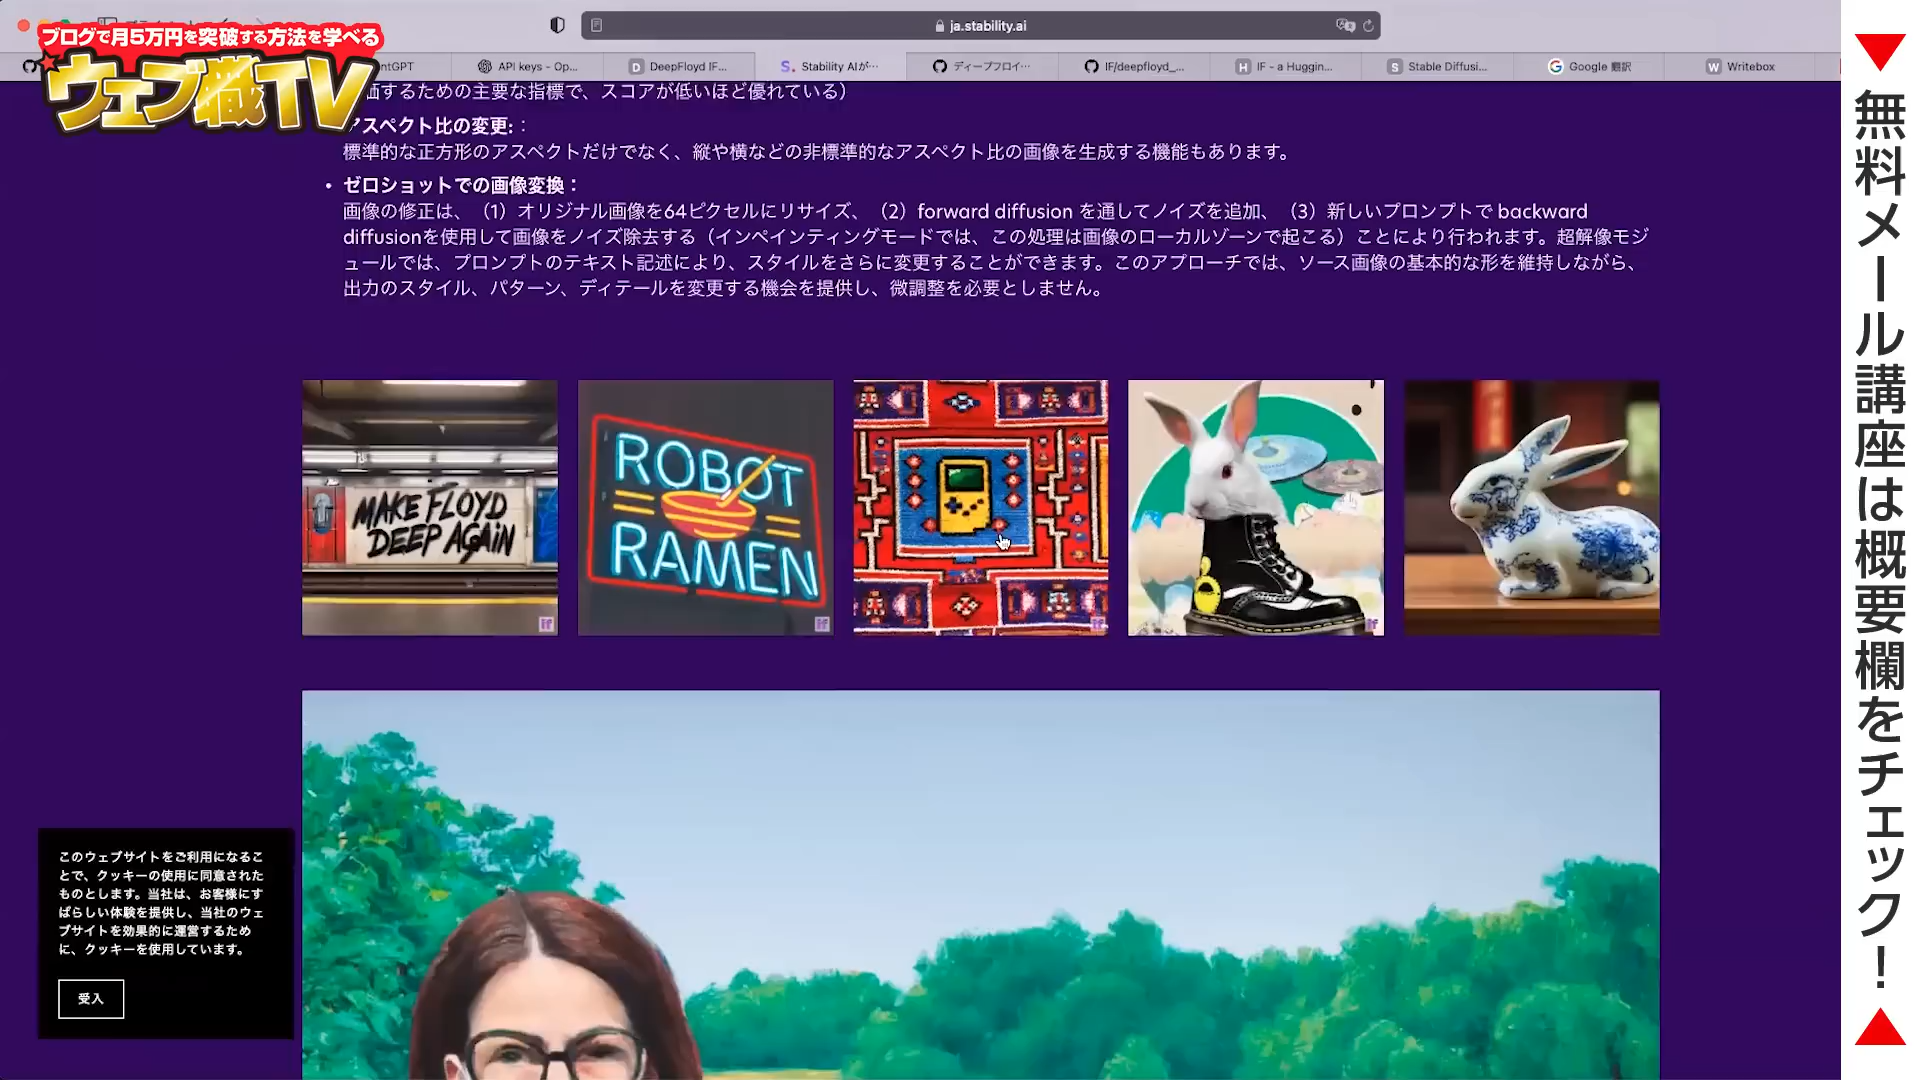 ブログで月5万円を突破する方法を学べる
ウェブ職TV
ja.stability.ai
ntGPT
API keys - Op...
DeepFloyd IF...
Stability AIが…
ディープフロイ…
IF/deepfloyd_...
IF - a Huggin...
Stable Diffusi...
Google 翻訳
Writebox
するための主要な指標で、スコアが低いほど優れている）
アスペクト比の変更:：
標準的な正方形のアスペクトだけでなく、縦や横などの非標準的なアスペクト比の画像を生成する機能もあります。
• ゼロショットでの画像変換：
画像の修正は、（1）オリジナル画像を64ピクセルにリサイズ、（2）forward diffusion を通してノイズを追加、（3）新しいプロンプトで backward
diffusionを使用して画像をノイズ除去する（インペインティングモードでは、この処理は画像のローカルゾーンで起こる）ことにより行われます。超解像モジ
ュールでは、プロンプトのテキスト記述により、スタイルをさらに変更することができます。このアプローチでは、ソース画像の基本的な形を維持しながら、
出力のスタイル、パターン、ディテールを変更する機会を提供し、微調整を必要としません。
MAKE FLOYD
DEEP AGAIN
if
ROBOT
RAMEN
if
if
if
このウェブサイトをご利用になるこ
とで、クッキーの使用に同意された
ものとします。当社は、お客様にす
ばらしい体験を提供し、当社のウェ
ブサイトを効果的に運営するため
に、クッキーを使用しています。
受入
無料メール講座は概要欄をチェック！